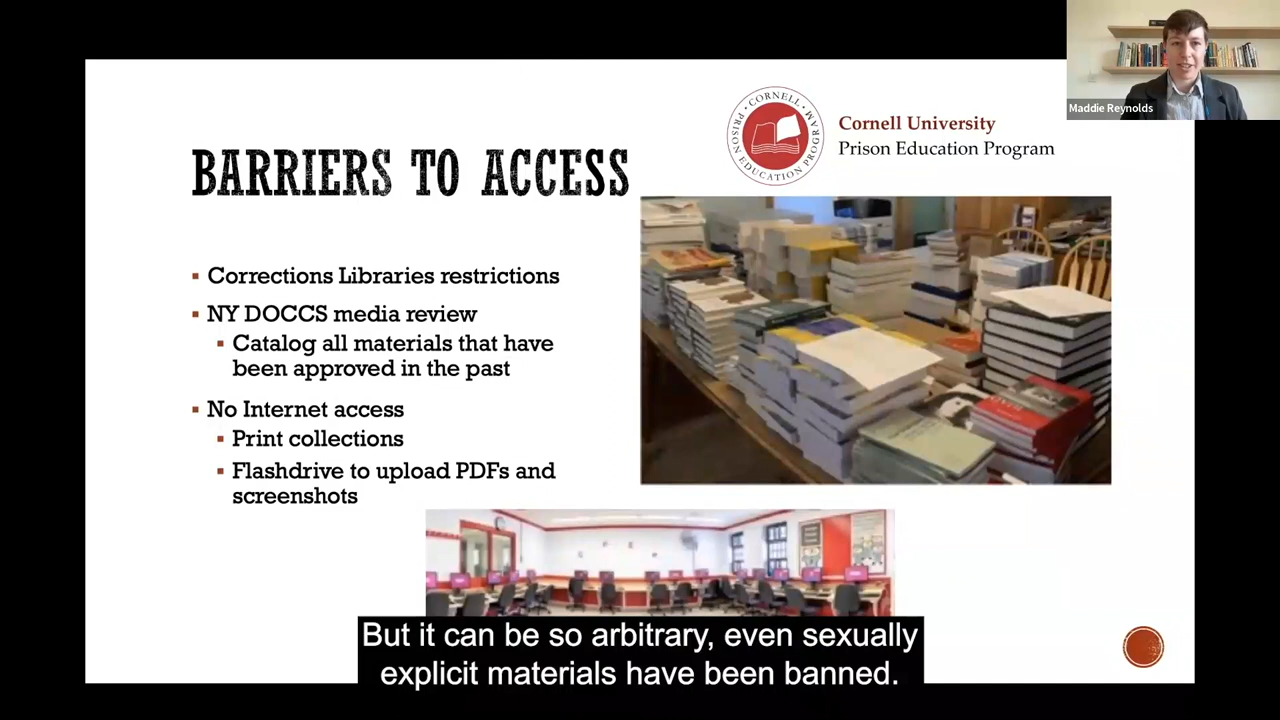 Maddie Reynolds
CORNELL
PRISON EDUCATION PROGRAM
Cornell University
Prison Education Program
BARRIERS TO ACCESS
Corrections Libraries restrictions
NY DOCCS media review
Catalog all materials that have
been approved in the past
No Internet access
Print collections
Flashdrive to upload PDFs and
screenshots
But it can be so arbitrary, even sexually
explicit materials have been banned.